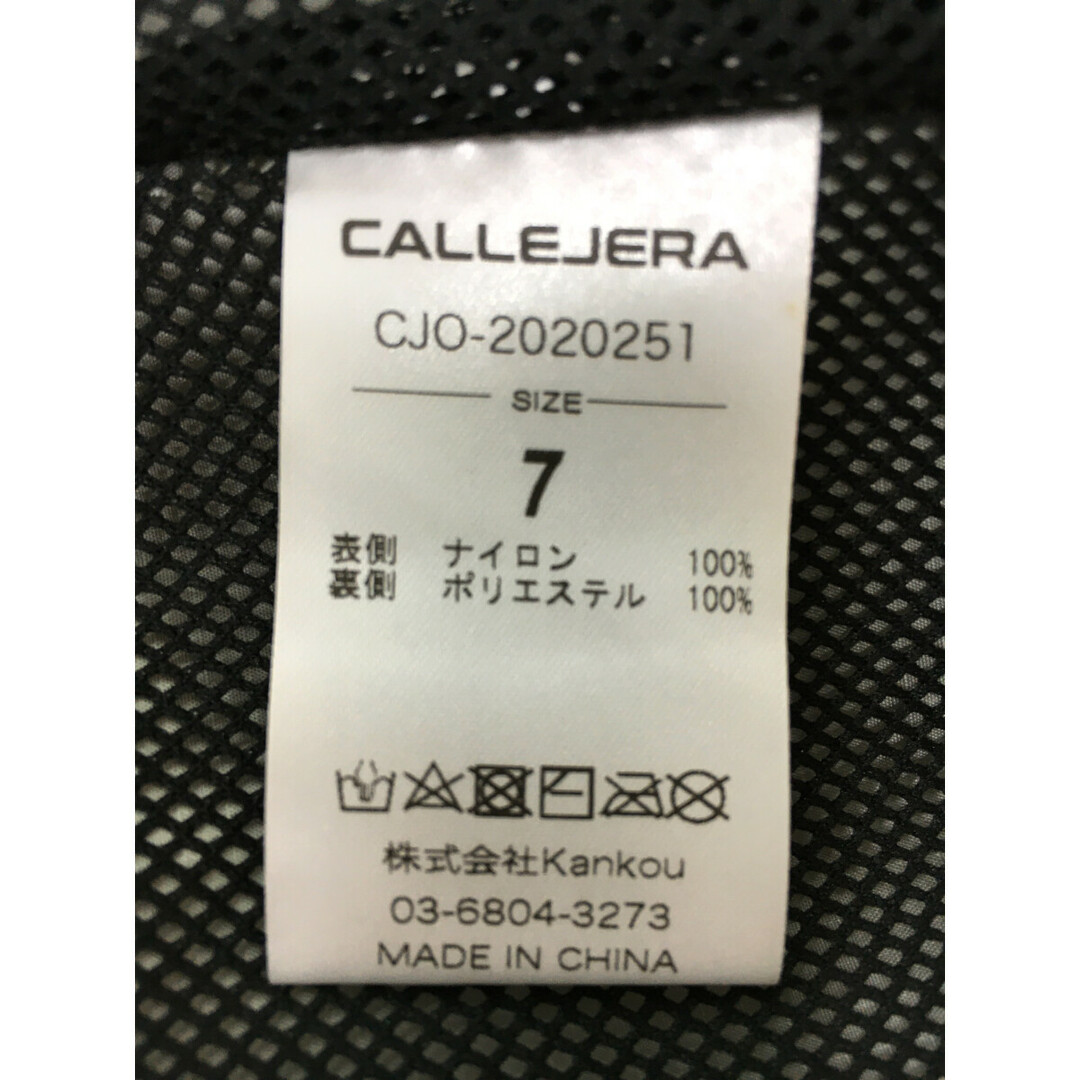 CALLEJERA
CJO-2020251
SIZE
7
表側 ナイロン 100%
裏側 ポリエステル 100%
株式会社Kankou
03-6804-3273
MADE IN CHINA